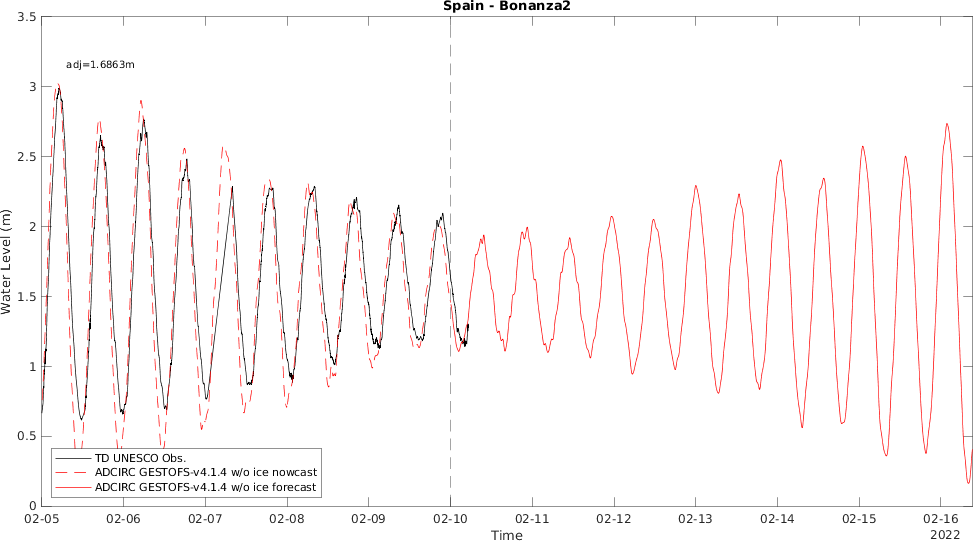 Spain - Bonanza2
3.5
adj=1.6863m
3
2.5
2
Water Level (m)
1.5
1
0.5
TD UNESCO Obs.
ADCIRC GESTOFS-v4.1.4 w/o ice nowcast
ADCIRC GESTOFS-v4.1.4 w/o ice forecast
0
02-05 02-06 02-07 02-08 02-09 02-10 02-11 02-12 02-13 02-14 02-15 02-16
Time 2022